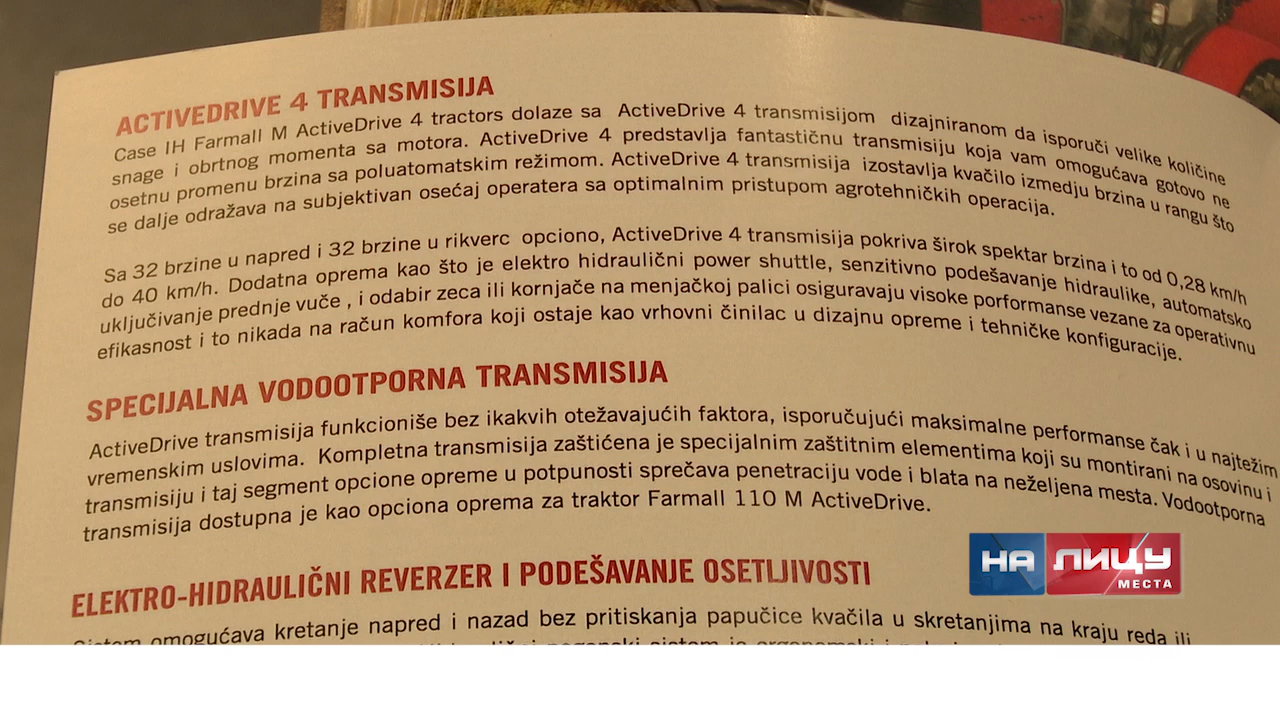 ACTIVEDRIVE 4 TRANSMISIJA
Case IH Farmall M ActiveDrive 4 tractors dolaze sa ActiveDrive 4 transmisijom dizajniranom da isporuči velike količine
snage i obrtnog momenta sa motora. ActiveDrive 4 predstavlja fantastičnu transmisiju koja vam omogućava gotovo ne
osetnu promenu brzina sa poluatomatskim režimom. ActiveDrive 4 transmisija izostavlja kvačilo izmedju brzina u rangu što
se dalje odražava na subjektivan osećaj operatera sa optimalnim pristupom agrotehničkih operacija.
Sa 32 brzine u napred i 32 brzine u rikverc opciono, ActiveDrive 4 transmisija pokriva širok spektar brzina i to od 0,28 km/h
do 40 km/h. Dodatna oprema kao što je elektro hidraulični power shuttle, senzitivno podešavanje hidraulike, automatsko
uključivanje prednje vuče , i odabir zeca ili kornjače na menjačkoj palici osiguravaju visoke porformanse vezane za operativnu
efikasnost i to nikada na račun komfora koji ostaje kao vrhovni činilac u dizajnu opreme i tehničke konfiguracije.
SPECIJALNA VODOOTPORNA TRANSMISIJA
ActiveDrive transmisija funkcioniše bez ikakvih otežavajućih faktora, isporučujući maksimalne performanse čak i u najtežim
vremenskim uslovima. Kompletna transmisija zaštićena je specijalnim zaštitnim elementima koji su montirani na osovinu i
transmisiju i taj segment opcione opreme u potpunosti sprečava penetraciju vode i blata na neželjena mesta. Vodootporna
transmisija dostupna je kao opciona oprema za traktor Farmall 110 M ActiveDrive.
ELEKTRO-HIDRAULIČNI REVERZER I PODEŠAVANJE OSETLJIVOSTI
Sistem omogućava kretanje napred i nazad bez pritiskanja papučice kvačila u skretanjima na kraju reda ili
НА ЛИЦУ
МЕСТА